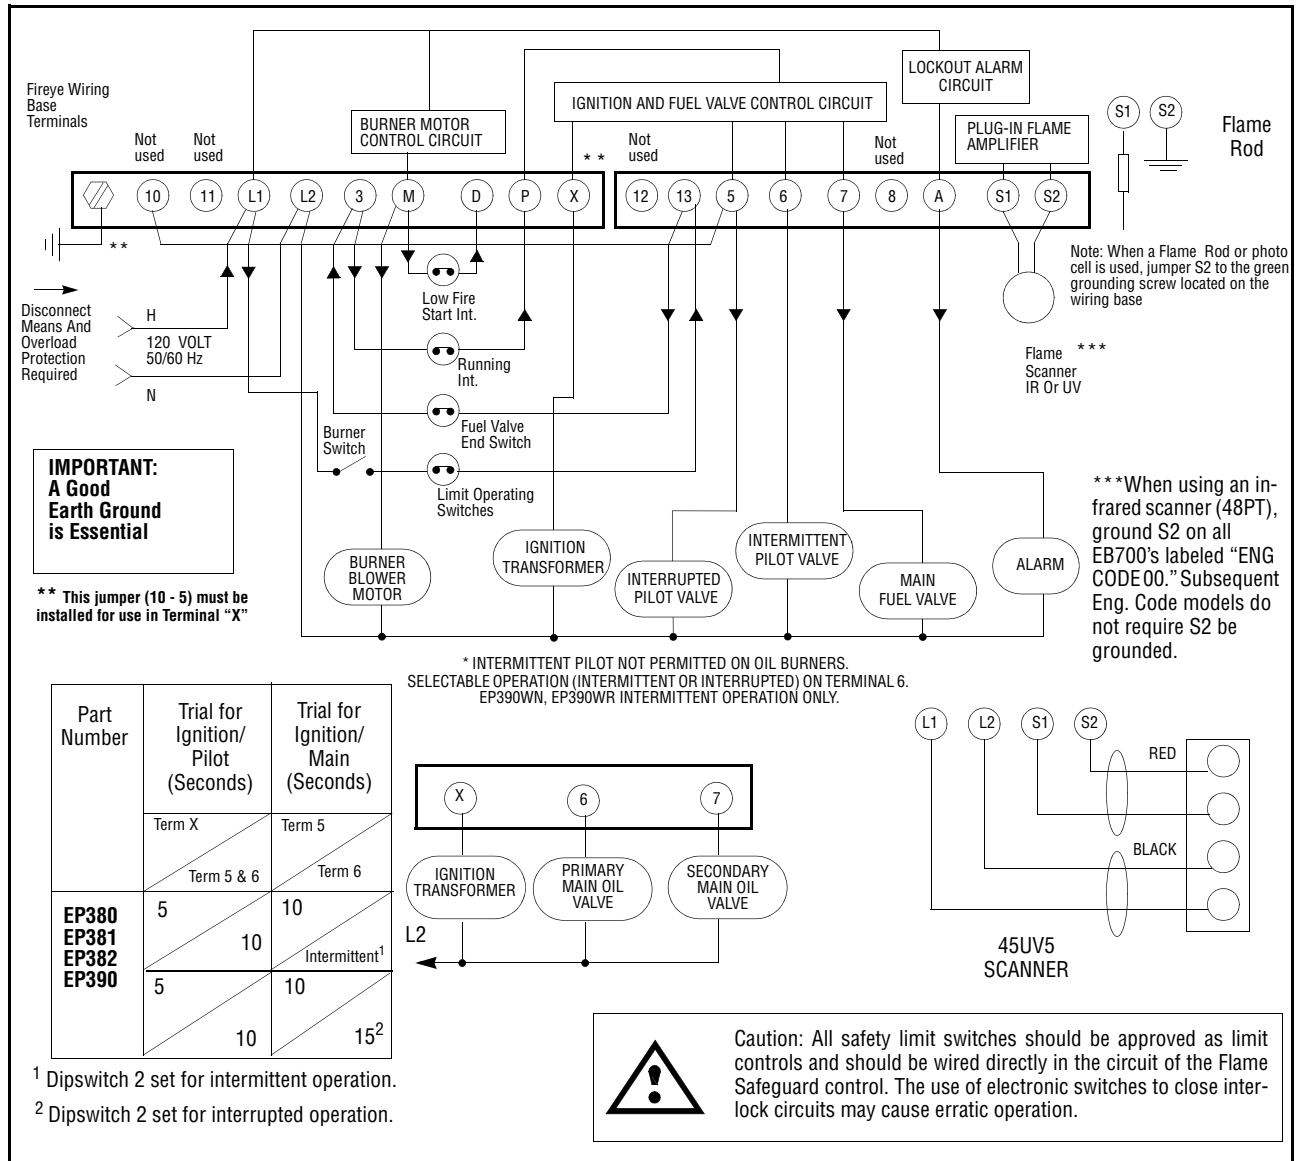 LOCKOUT ALARM
CIRCUIT
Fireye Wiring
Base
Terminals
IGNITION AND FUEL VALVE CONTROL CIRCUIT
BURNER MOTOR
CONTROL CIRCUIT
PLUG-IN FLAME
AMPLIFIER
S1
S2
Flame
Rod
Not
used
Not
used
* *
Not
used
Not
used
10
11
L1
L2
3
M
D
P
X
12
13
5
6
7
8
A
S1
S2
* *
Note: When a Flame Rod or photo
cell is used, jumper S2 to the green
grounding screw located on the
wiring base
Disconnect
Means And
Overload
Protection
Required
H
120 VOLT
50/60 Hz
N
Low Fire
Start Int.
Running
Int.
Fuel Valve
End Switch
Burner
Switch
Limit Operating
Switches
Flame ***
Scanner
IR Or UV
IMPORTANT:
A Good
Earth Ground
is Essential
** This jumper (10 - 5) must be
installed for use in Terminal “X”
BURNER
BLOWER
MOTOR
IGNITION
TRANSFORMER
INTERRUPTED
PILOT VALVE
INTERMITTENT
PILOT VALVE
MAIN
FUEL VALVE
ALARM
***When using an in-
frared scanner (48PT),
ground S2 on all
EB700's labeled “ENG
CODE 00.” Subsequent
Eng. Code models do
not require S2 be
grounded.
* INTERMITTENT PILOT NOT PERMITTED ON OIL BURNERS.
SELECTABLE OPERATION (INTERMITTENT OR INTERRUPTED) ON TERMINAL 6.
EP390WN, EP390WR INTERMITTENT OPERATION ONLY.
Part
Number
Trial for
Ignition/
Pilot
(Seconds)
Trial for
Ignition/
Main
(Seconds)
Term X
Term 5 & 6
Term 5
Term 6
EP380
EP381
EP382
EP390
5
10
10
Intermittent1
5
10
10
152
1 Dipswitch 2 set for intermittent operation.
2 Dipswitch 2 set for interrupted operation.
X
6
7
IGNITION
TRANSFORMER
PRIMARY
MAIN OIL
VALVE
SECONDARY
MAIN OIL
VALVE
L2
L1
L2
S1
S2
RED
BLACK
45UV5
SCANNER
Caution: All safety limit switches should be approved as limit
controls and should be wired directly in the circuit of the Flame
Safeguard control. The use of electronic switches to close inter-
lock circuits may cause erratic operation.